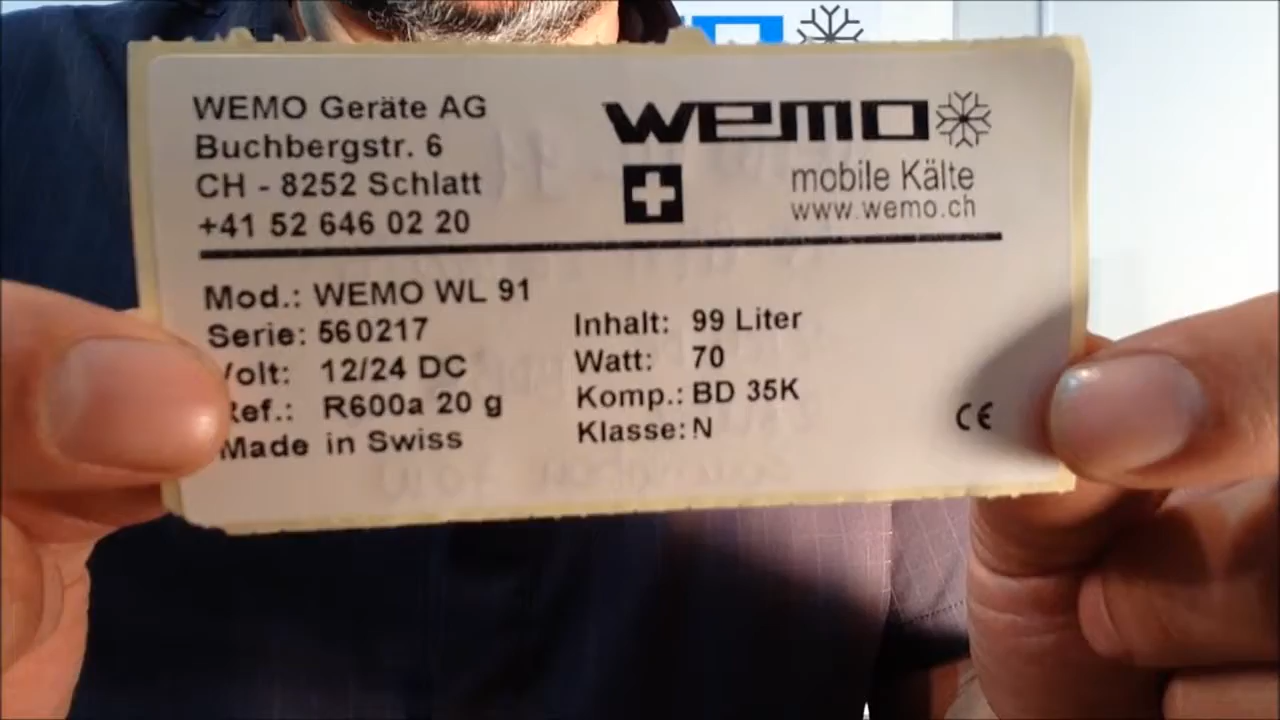 WEMO Geräte AG
Buchbergstr. 6
CH - 8252 Schlatt
+41 52 646 02 20
wemo
mobile Kälte
www.wemo.ch
Mod.: WEMO WL 91
Serie: 560217
Volt: 12/24 DC
Ref.: R600a 20 g
Made in Swiss
Inhalt: 99 Liter
Watt: 70
Komp.: BD 35K
Klasse: N
CE